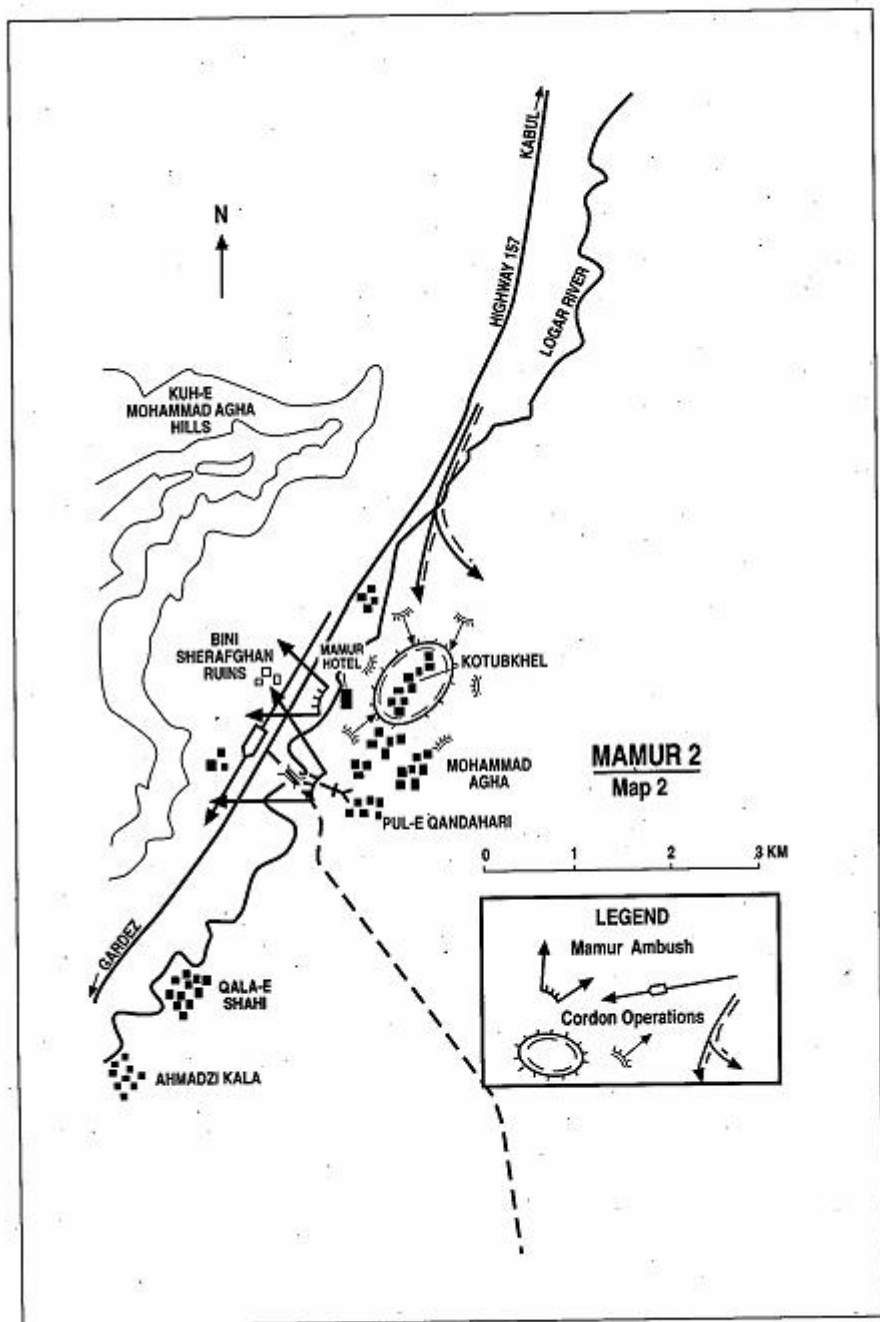 KABUL
N
HIGHWAY 157
LOGAR RIVER
KUH-E
MOHAMMAD AGHA
HILLS
BINI
SHERAFGHAN
RUINS
MAMUR
HOTEL
KOTUBKHEL
MOHAMMAD
AGHA
PUL-E QANDAHARI
MAMUR 2
Map 2
0 1 2 3 KM
GARDEZ
QALA-E
SHAHI
AHMADZI KALA
LEGEND
Mamur Ambush
Cordon Operations